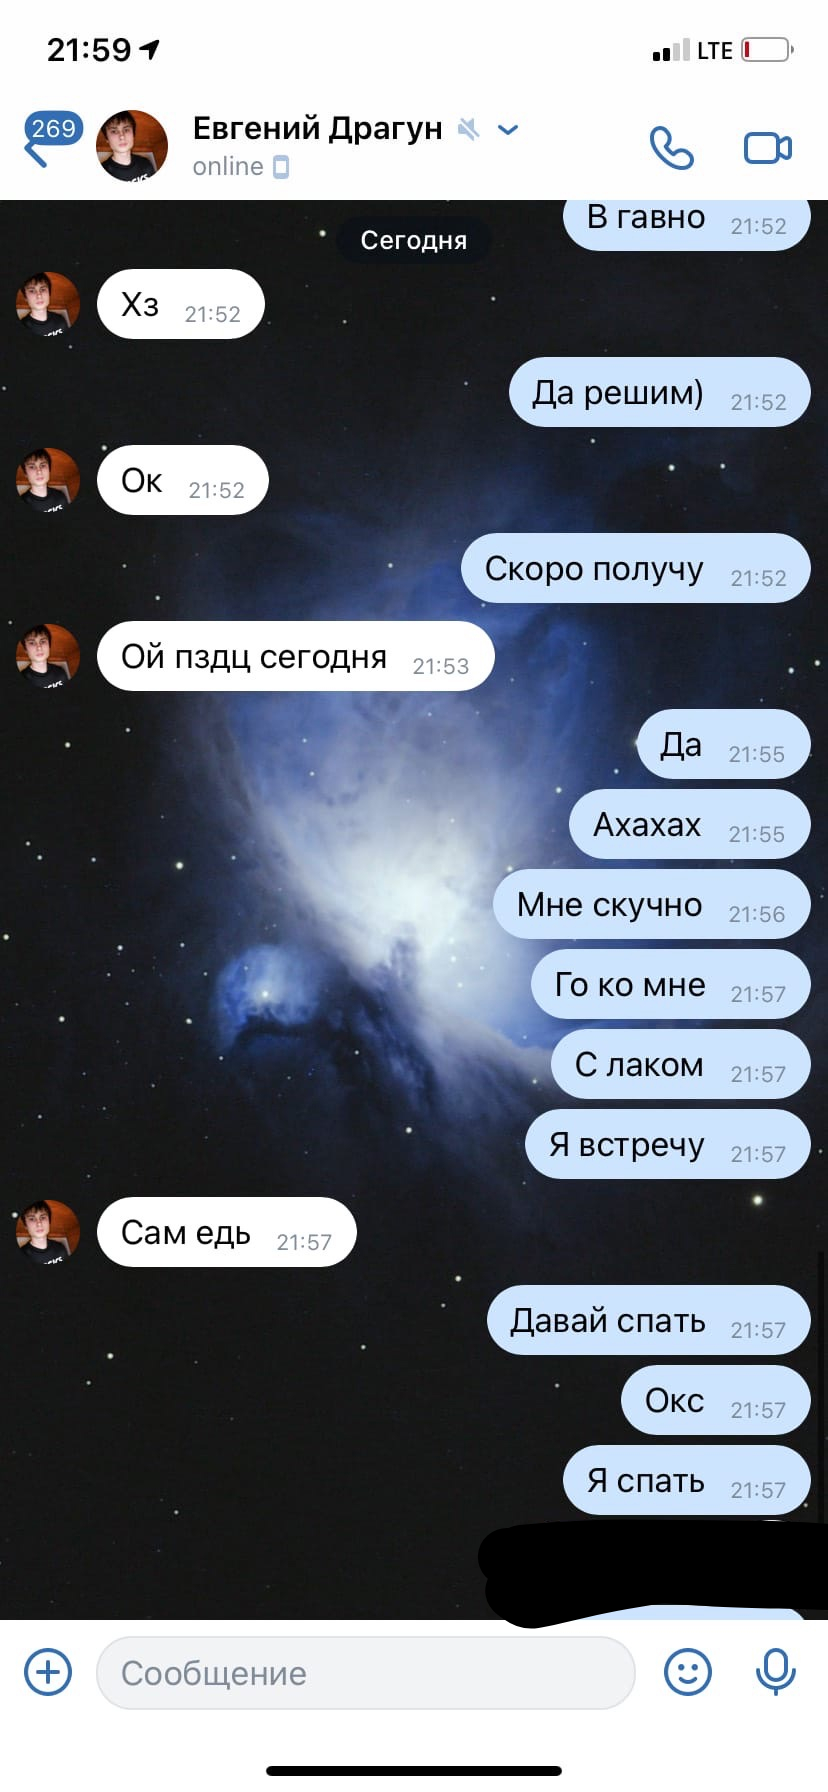 21:59
LTE
269
Евгений Драгун
online
В гавно 21:52
Сегодня
Хз 21:52
Да решим) 21:52
Ок 21:52
Скоро получу 21:52
Ой пздц сегодня 21:53
Да 21:55
Ахахах 21:55
Мне скучно 21:56
Го ко мне 21:57
С лаком 21:57
Я встречу 21:57
Сам едь 21:57
Давай спать 21:57
Окс 21:57
Я спать 21:57
Сообщение